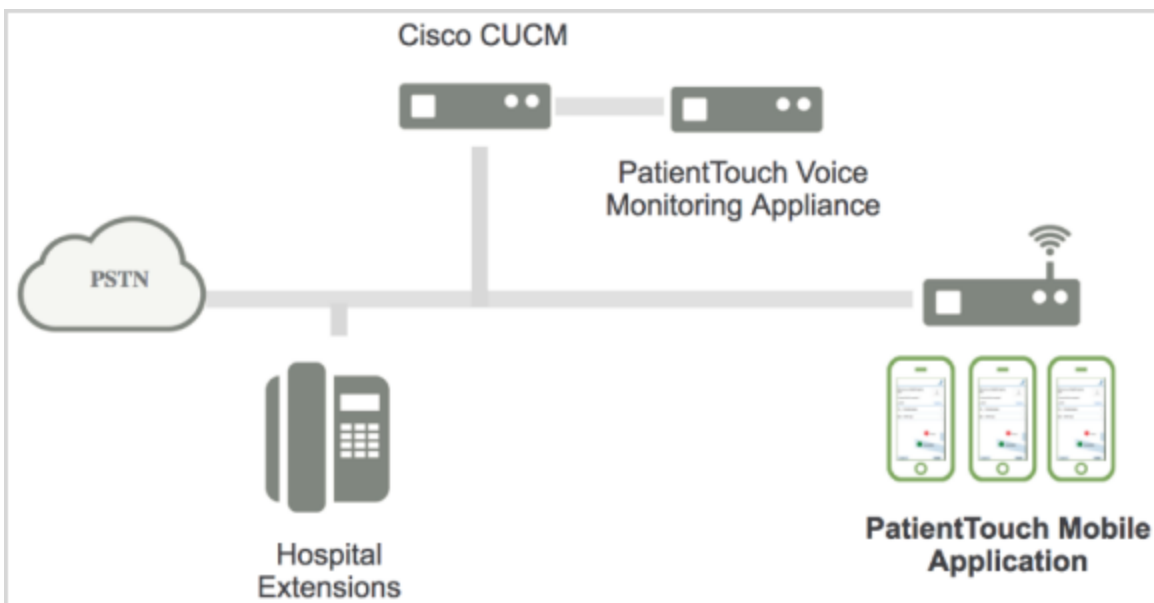 Cisco CUCM
PatientTouch Voice
Monitoring Appliance
PSTN
Hospital
Extensions
PatientTouch Mobile
Application